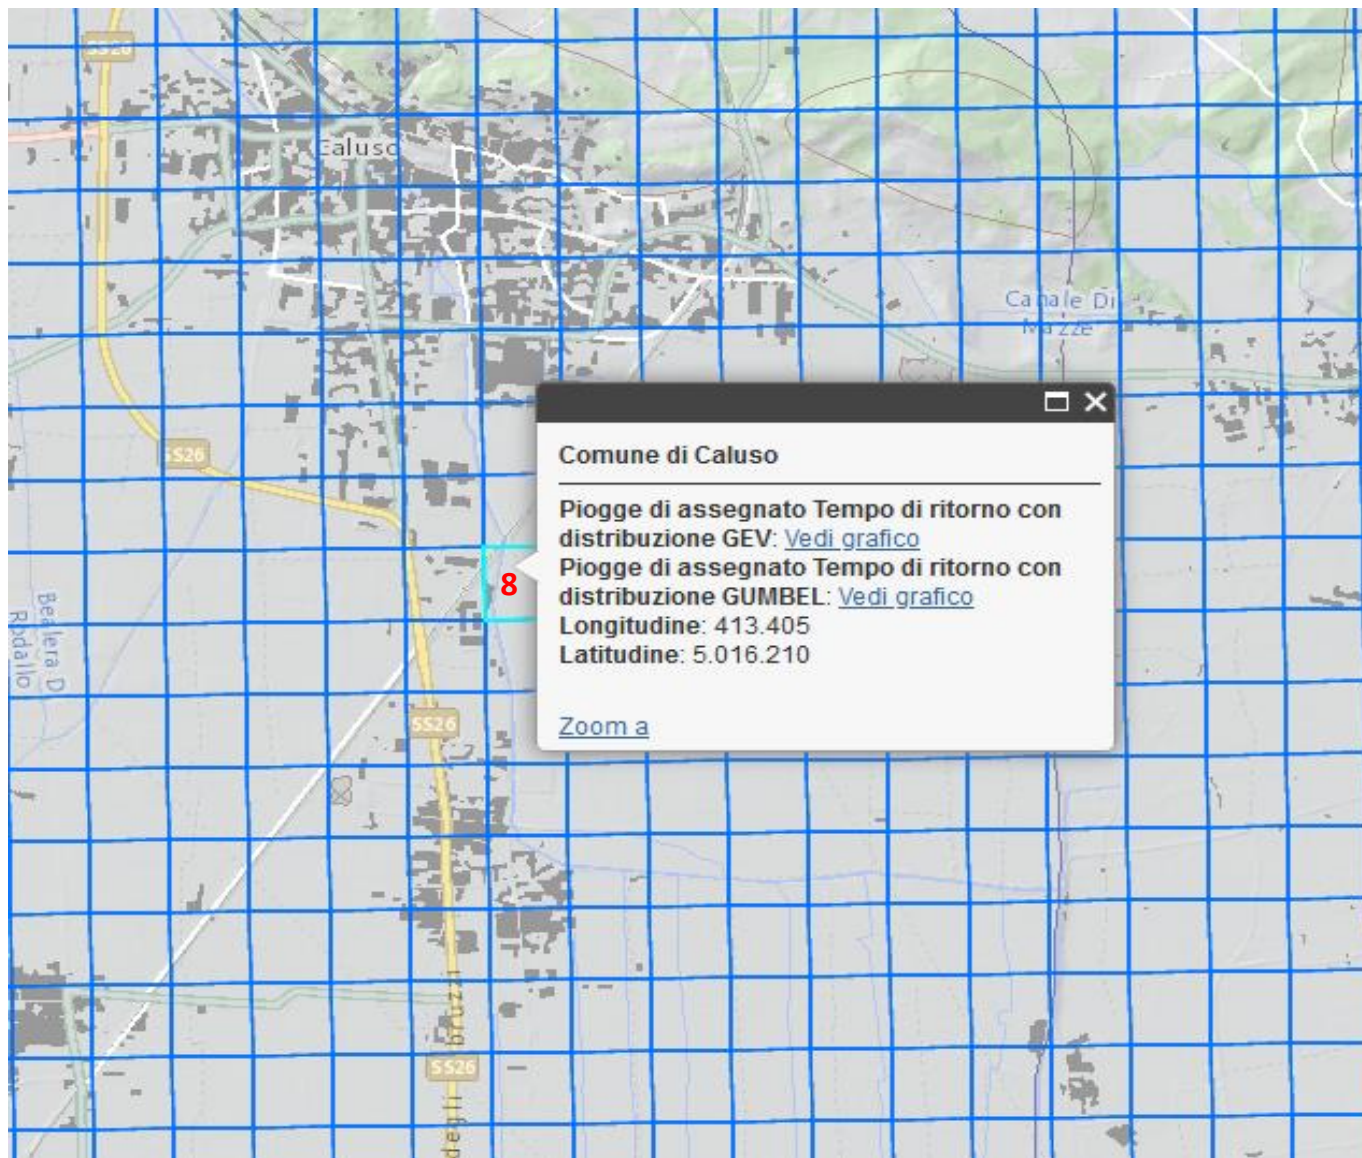 SS26
Caluso
Canale Di
Mazze
SS26
Comune di Caluso
Piogge di assegnato Tempo di ritorno con
distribuzione GEV: Vedi grafico
Piogge di assegnato Tempo di ritorno con
distribuzione GUMBEL: Vedi grafico
Longitudine: 413.405
Latitudine: 5.016.210
Zoom a
8
Bealera D
Rodallo
SS26
bruzzi
SS26
degli